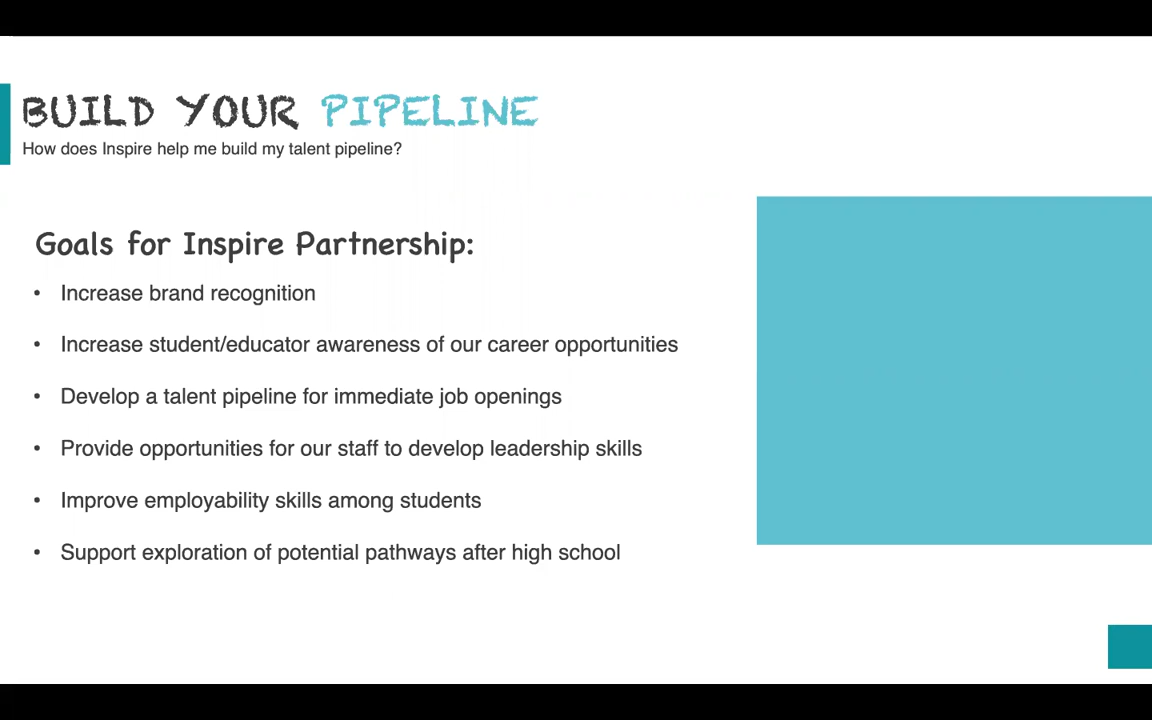 BUILD YOUR PIPELINE
How does Inspire help me build my talent pipeline?
Goals for Inspire Partnership:
• Increase brand recognition
• Increase student/educator awareness of our career opportunities
• Develop a talent pipeline for immediate job openings
• Provide opportunities for our staff to develop leadership skills
• Improve employability skills among students
• Support exploration of potential pathways after high school